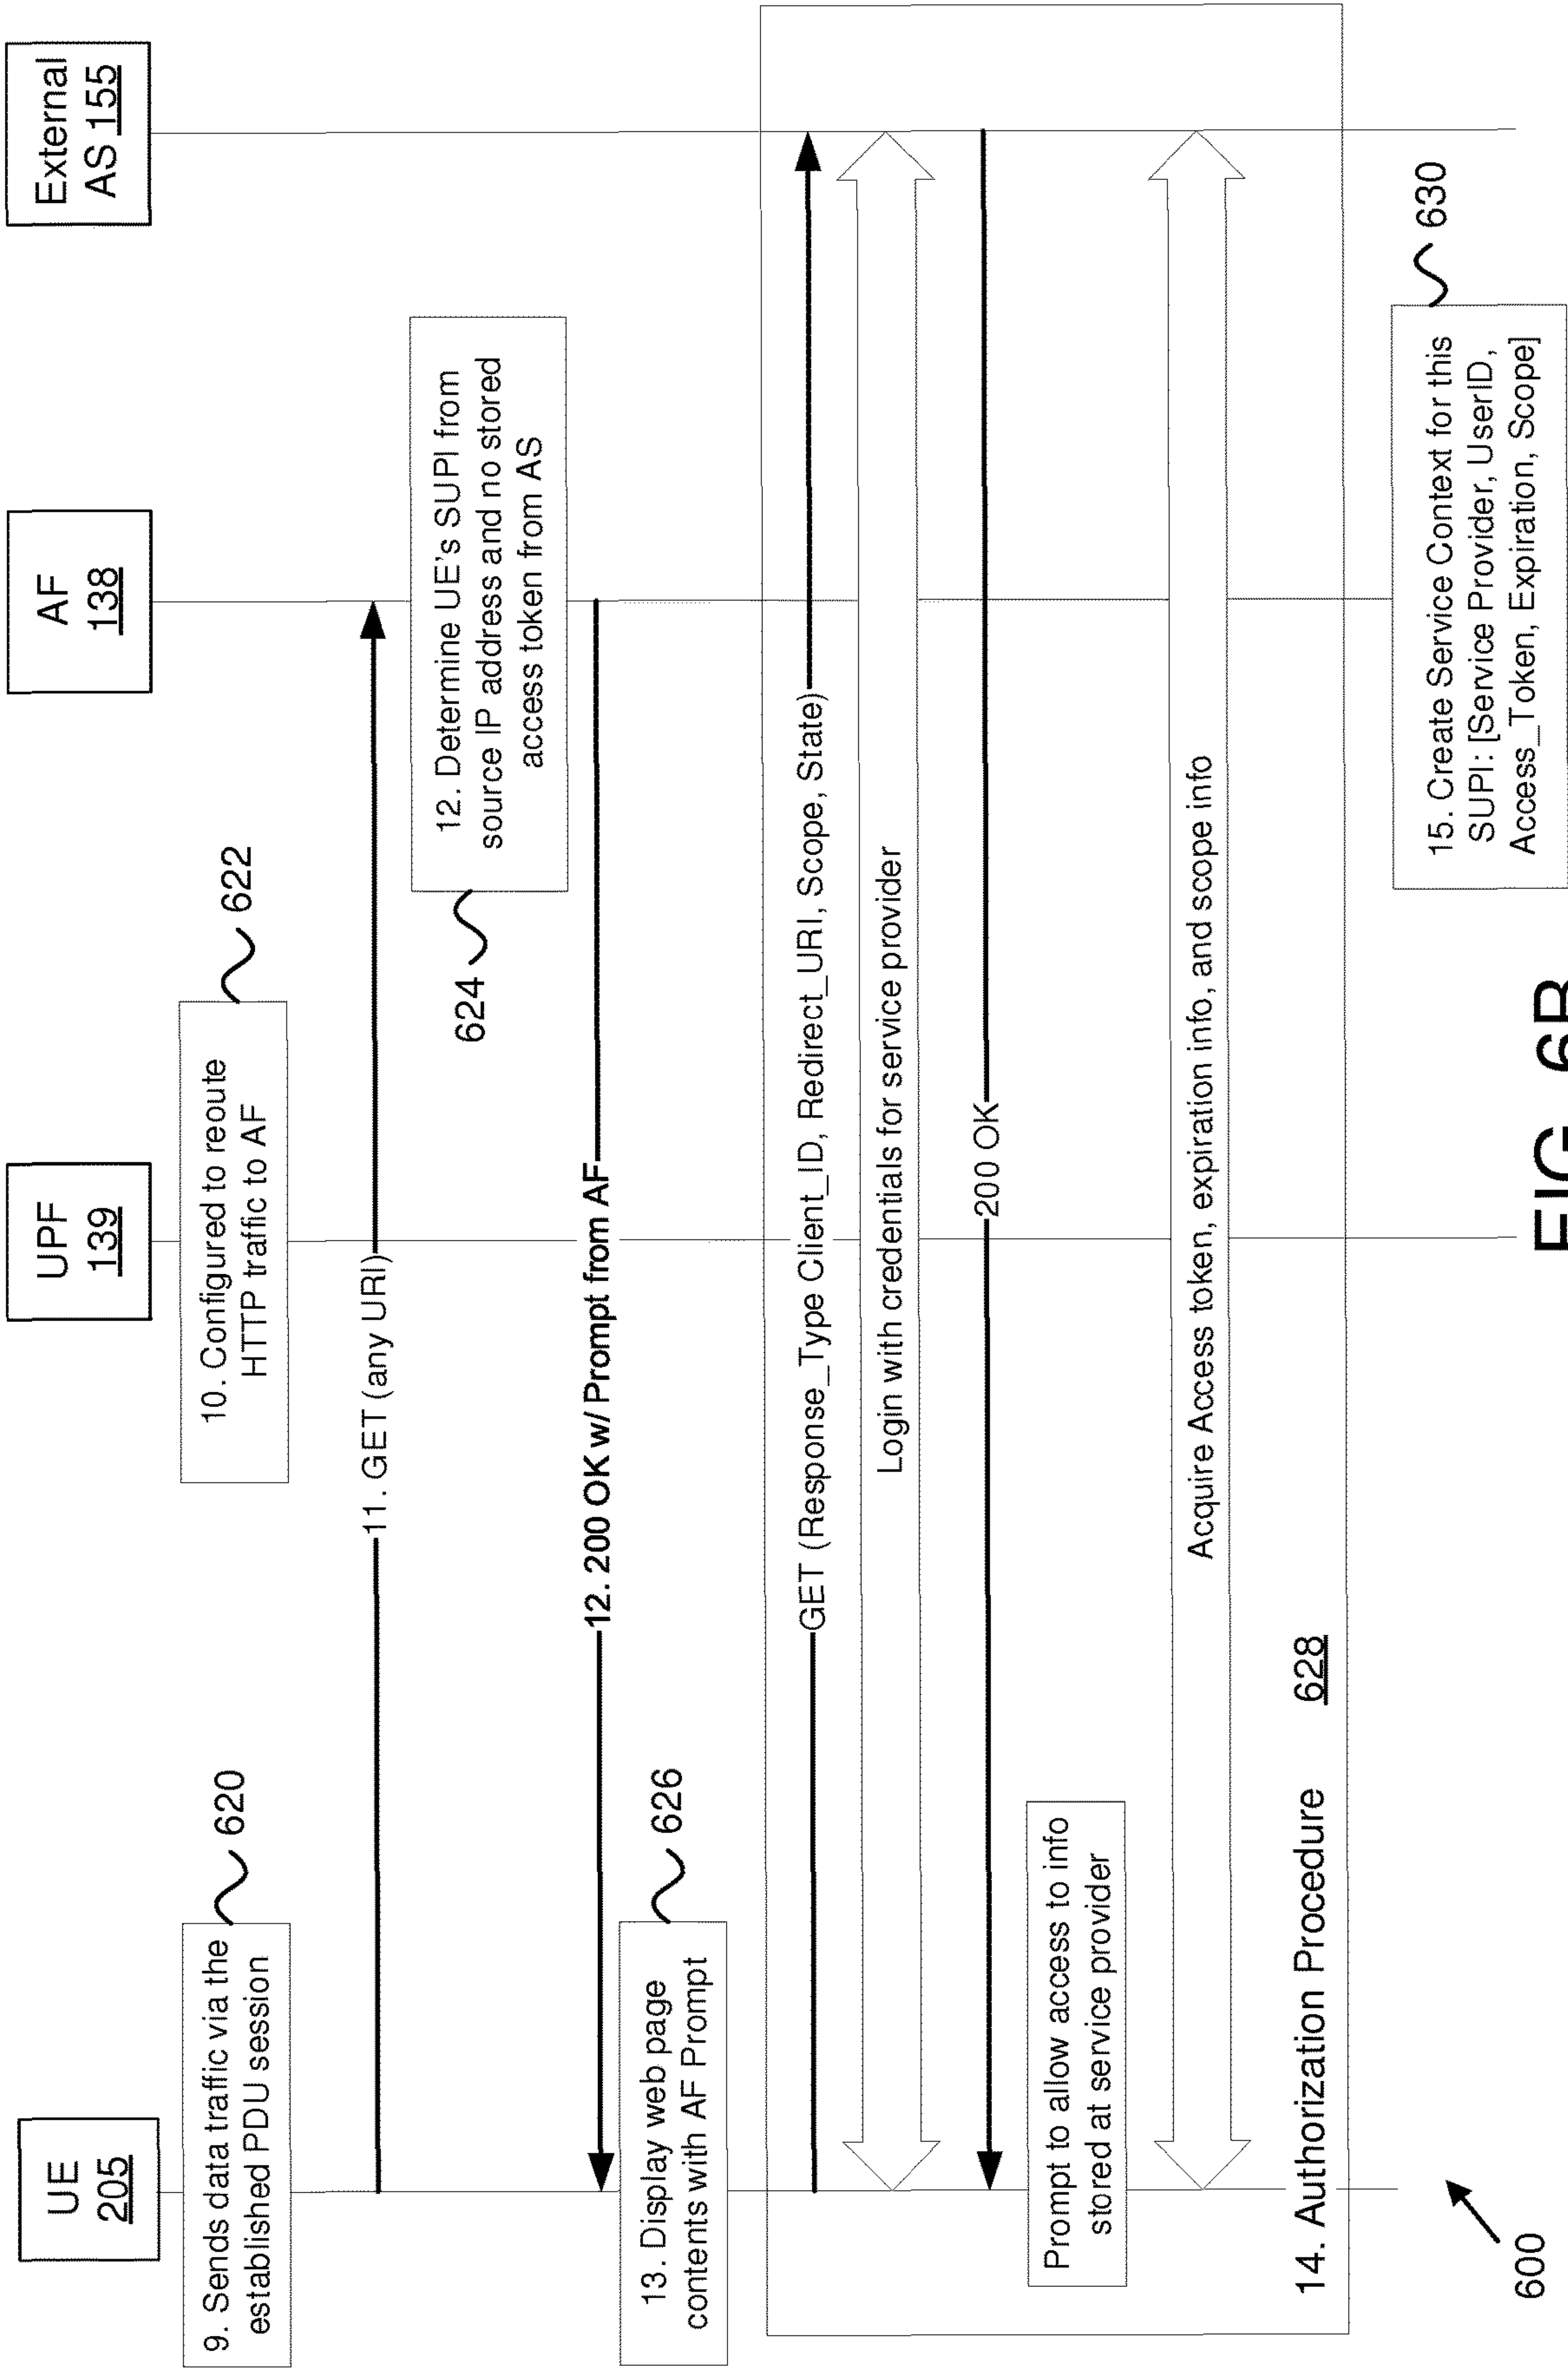 UE
205
UPF
139
AF
138
External
AS 155
9. Sends data traffic via the
established PDU session
620
10. Configured to reoute
HTTP traffic to AF
622
11. GET (any URI)
12. Determine UE's SUPI from
source IP address and no stored
access token from AS
624
12. 200 OK w/ Prompt from AF
13. Display web page
contents with AF Prompt
626
GET (Response_Type Client_ID, Redirect_URI, Scope, State)
Login with credentials for service provider
200 OK
Prompt to allow access to info
stored at service provider
Acquire Access token, expiration info, and scope info
14. Authorization Procedure 628
15. Create Service Context for this
SUPI: [Service Provider, UserID,
Access_Token, Expiration, Scope]
630
600
FIG. 6B